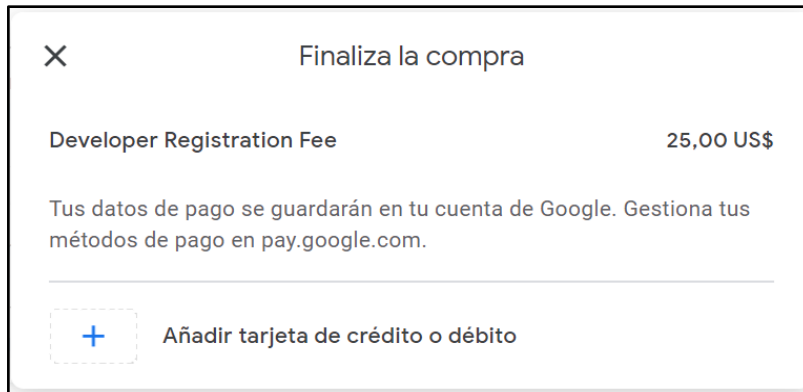 Finaliza la compra
Developer Registration Fee 25,00 US$
Tus datos de pago se guardarán en tu cuenta de Google. Gestiona tus
métodos de pago en pay.google.com.
Añadir tarjeta de crédito o débito